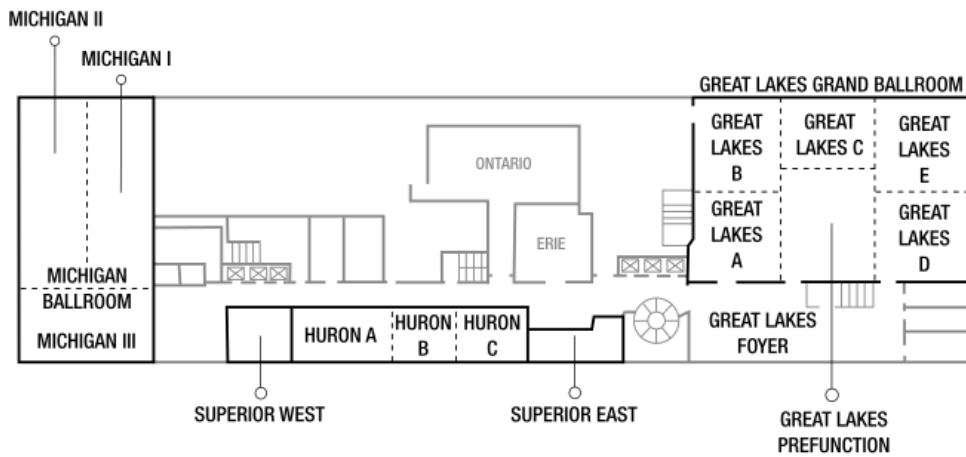 MICHIGAN II
MICHIGAN I
GREAT LAKES GRAND BALLROOM
GREAT
LAKES
B
GREAT
LAKES C
GREAT
LAKES
E
ONTARIO
ERIE
GREAT
LAKES
A
GREAT
LAKES
D
MICHIGAN
BALLROOM
MICHIGAN III
HURON A
HURON
B
HURON
C
GREAT LAKES
FOYER
SUPERIOR WEST
SUPERIOR EAST
GREAT LAKES
PREFUNCTION